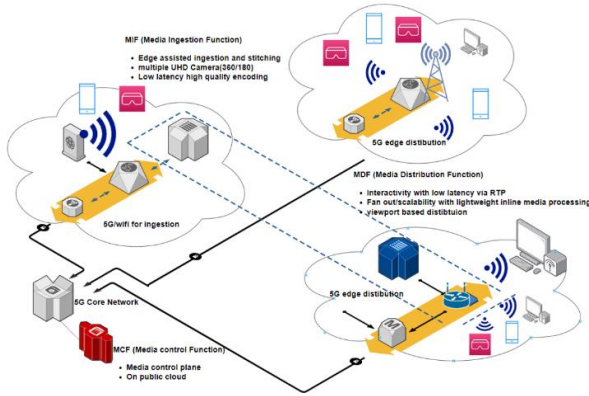 MIF (Media Ingestion Function)
Edge assisted ingestion and stitching
multiple UHD Camera(360/180)
Low latency high quality encoding
5G edge distibution
MDF (Media Distribution Function)
Interactivity with low latency via RTP
Fan out/scalability with lightweight inline media processing
viewport based distibtuion
5G/wifi for ingestion
5G edge distibution
5G Core Network
M
MCF (Media control Function)
Media control plane
On public cloud